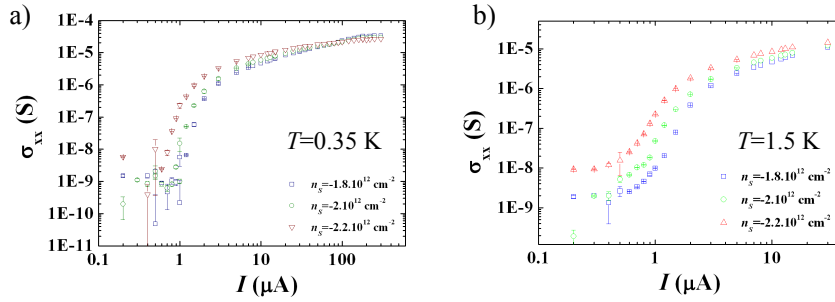 a)
σxx (S)
1E-4
1E-5
1E-6
1E-7
1E-8
1E-9
1E-10
1E-11
T=0.35 K
nS=-1.8.10^12 cm^-2
nS=-2.10^12 cm^-2
nS=-2.2.10^12 cm^-2
0.1 1 10 100
I (μA)
b)
σxx (S)
1E-5
1E-6
1E-7
1E-8
1E-9
T=1.5 K
nS=-1.8.10^12 cm^-2
nS=-2.10^12 cm^-2
nS=-2.2.10^12 cm^-2
0.1 1 10
I (μA)